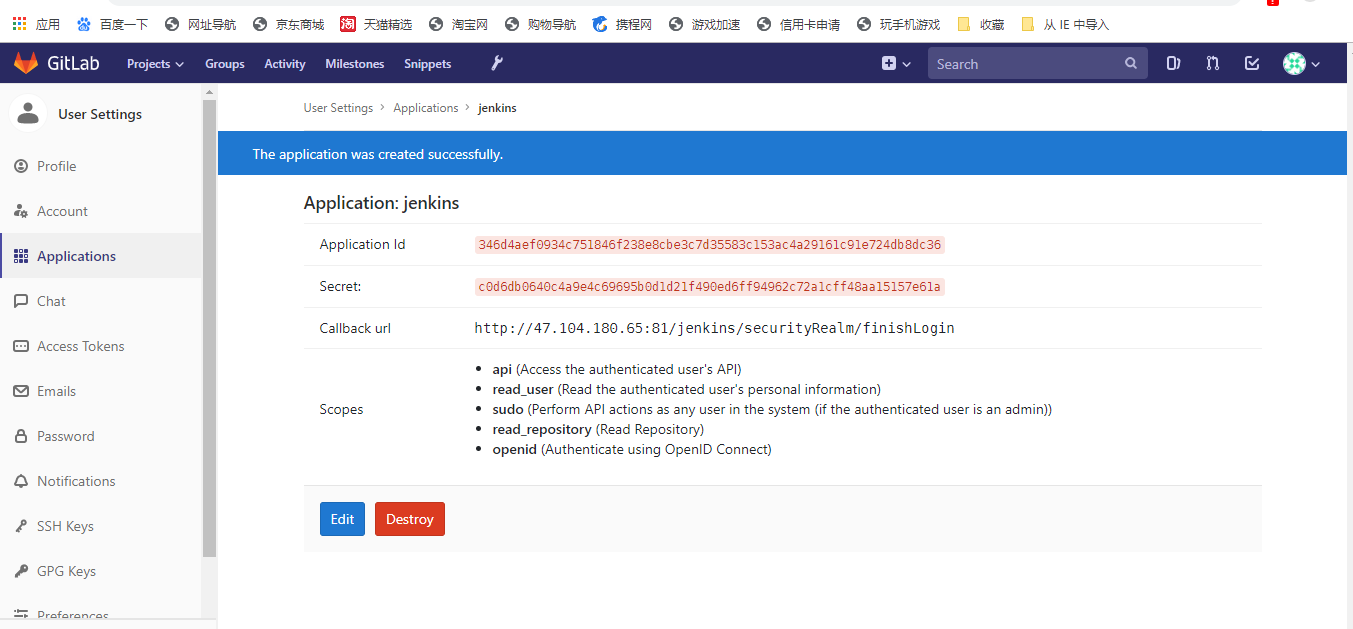 应用 百度一下 网址导航 京东商城 淘 天猫精选 淘宝网 购物导航 携程网 游戏加速 信用卡申请 玩手机游戏 收藏 从 IE 中导入
GitLab Projects Groups Activity Milestones Snippets Search
User Settings
Profile
Account
Applications
Chat
Access Tokens
Emails
Password
Notifications
SSH Keys
GPG Keys
Preferences
User Settings > Applications > jenkins
The application was created successfully.
Application: jenkins
Application Id 346d4aef0934c751846f238e8cbe3c7d35583c153ac4a29161c91e724db8dc36
Secret: c0d6db0640c4a9e4c69695b0d1d21f490ed6ff94962c72a1cff48aa15157e61a
Callback url http://47.104.180.65:81/jenkins/securityRealm/finishLogin
Scopes
api (Access the authenticated user's API)
read_user (Read the authenticated user's personal information)
sudo (Perform API actions as any user in the system (if the authenticated user is an admin))
read_repository (Read Repository)
openid (Authenticate using OpenID Connect)
Edit Destroy